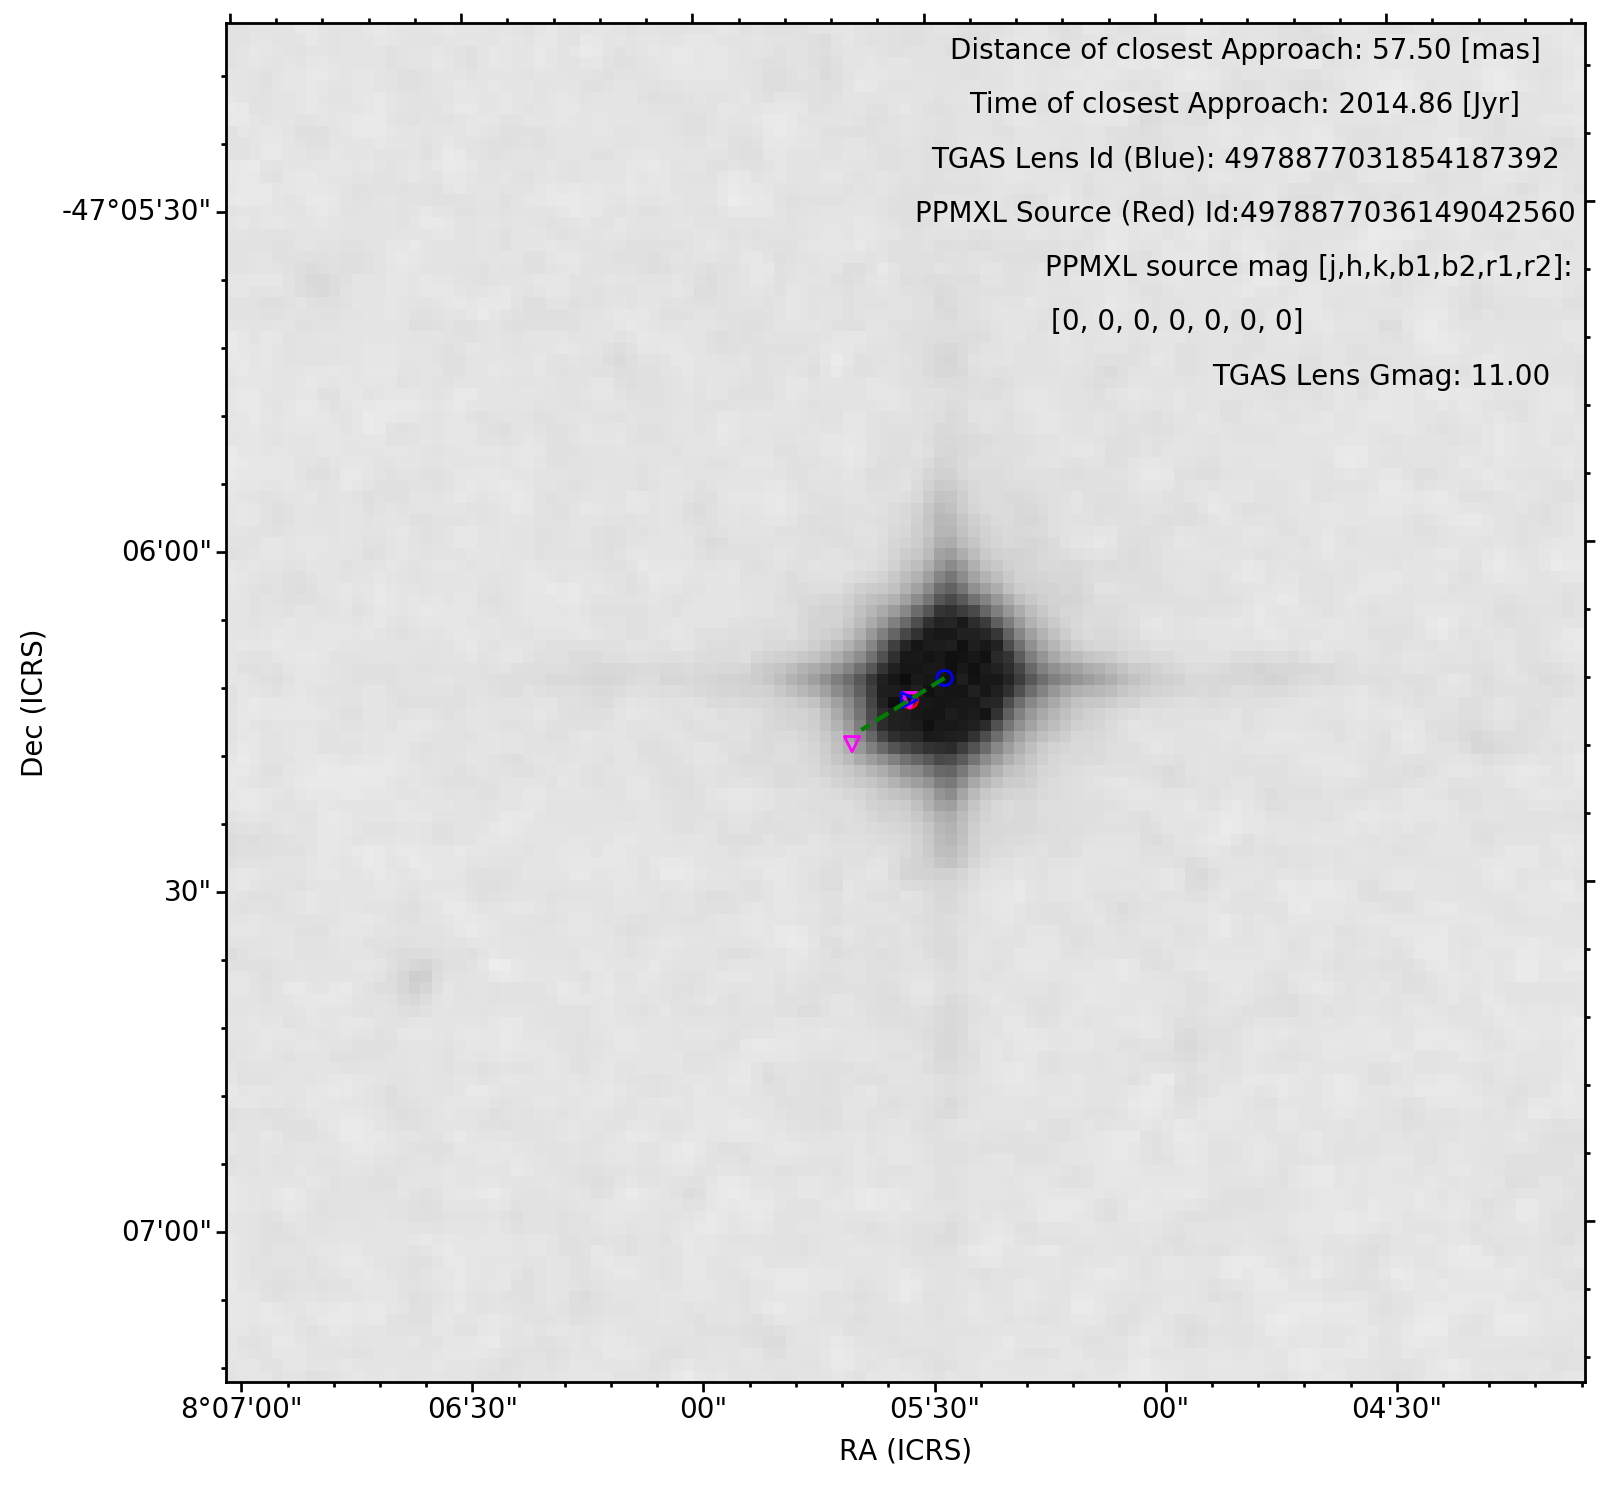 Distance of closest Approach: 57.50 [mas]
Time of closest Approach: 2014.86 [Jyr]
TGAS Lens Id (Blue): 4978877031854187392
PPMXL Source (Red) Id:4978877036149042560
PPMXL source mag [j,h,k,b1,b2,r1,r2]:
[0, 0, 0, 0, 0, 0, 0]
TGAS Lens Gmag: 11.00
-47°05'30"
06'00"
30"
07'00"
Dec (ICRS)
8°07'00" 06'30" 00" 05'30" 00" 04'30"
RA (ICRS)